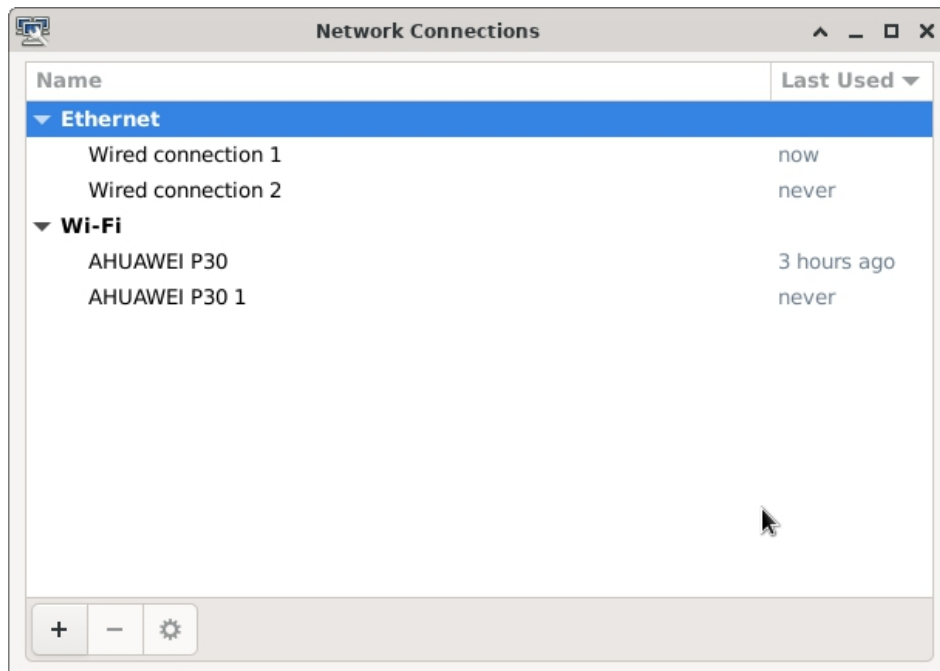 Network Connections
Name Last Used
Ethernet
Wired connection 1 now
Wired connection 2 never
Wi-Fi
AHUAWEI P30 3 hours ago
AHUAWEI P30 1 never